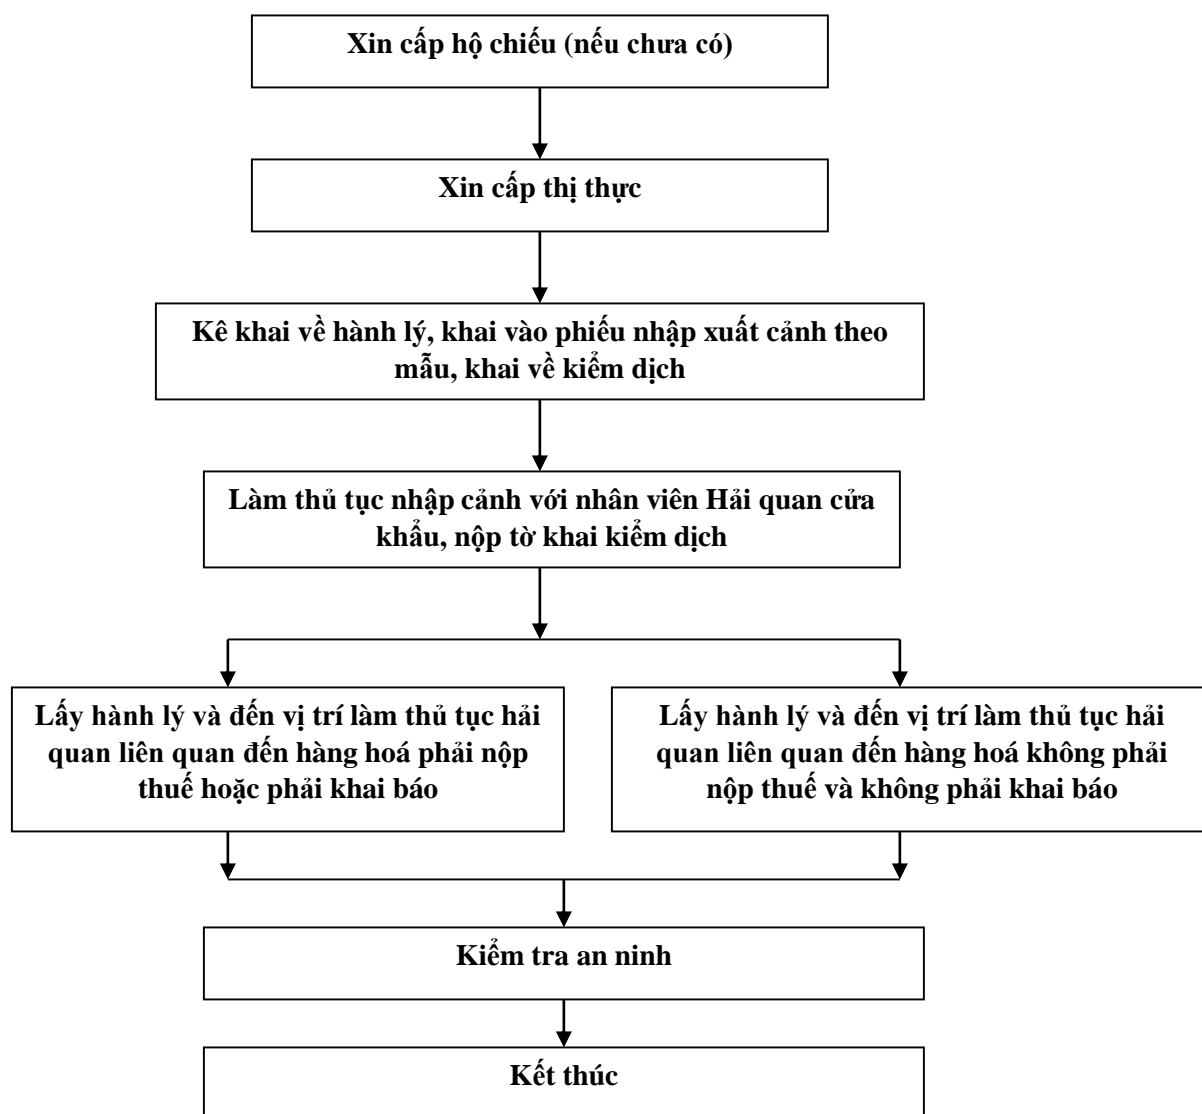 Xin cấp hộ chiếu (nếu chưa có)
Xin cấp thị thực
Kê khai về hành lý, khai vào phiếu nhập xuất cảnh theo
mẫu, khai về kiểm dịch
Làm thủ tục nhập cảnh với nhân viên Hải quan cửa
khẩu, nộp tờ khai kiểm dịch
Lấy hành lý và đến vị trí làm thủ tục hải
quan liên quan đến hàng hoá phải nộp
thuế hoặc phải khai báo
Lấy hành lý và đến vị trí làm thủ tục hải
quan liên quan đến hàng hoá không phải
nộp thuế và không phải khai báo
Kiểm tra an ninh
Kết thúc